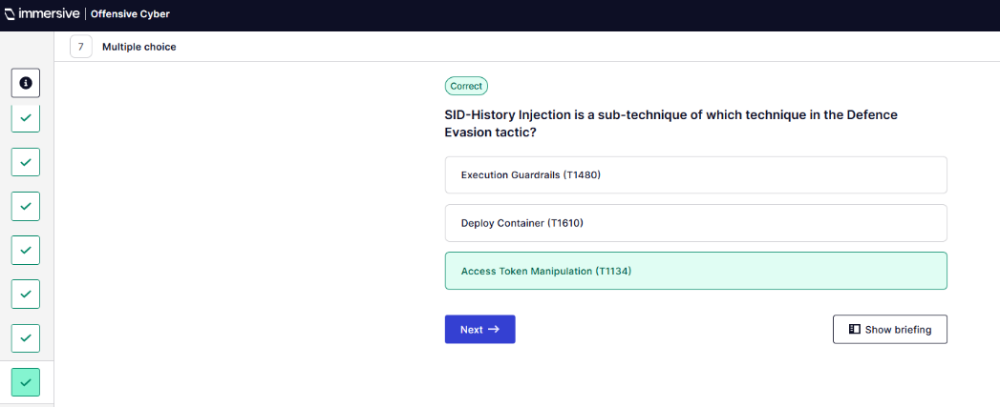 immersive | Offensive Cyber
7 Multiple choice
Correct
SID-History Injection is a sub-technique of which technique in the Defence
Evasion tactic?
Execution Guardrails (T1480)
Deploy Container (T1610)
Access Token Manipulation (T1134)
Next →
Show briefing